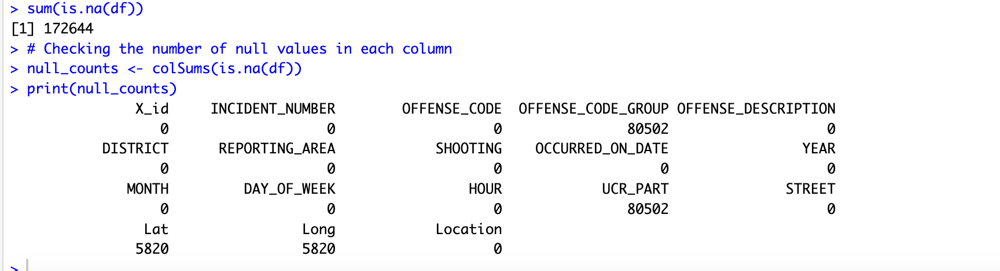 > sum(is.na(df))
[1] 172644
> # Checking the number of null values in each column
> null_counts <- colSums(is.na(df))
> print(null_counts)
X_id INCIDENT_NUMBER OFFENSE_CODE OFFENSE_CODE_GROUP OFFENSE_DESCRIPTION
0 0 0 80502 0
DISTRICT REPORTING_AREA SHOOTING OCCURRED_ON_DATE YEAR
0 0 0 0 0
MONTH DAY_OF_WEEK HOUR UCR_PART STREET
0 0 0 80502 0
Lat Long Location
5820 5820 0
>